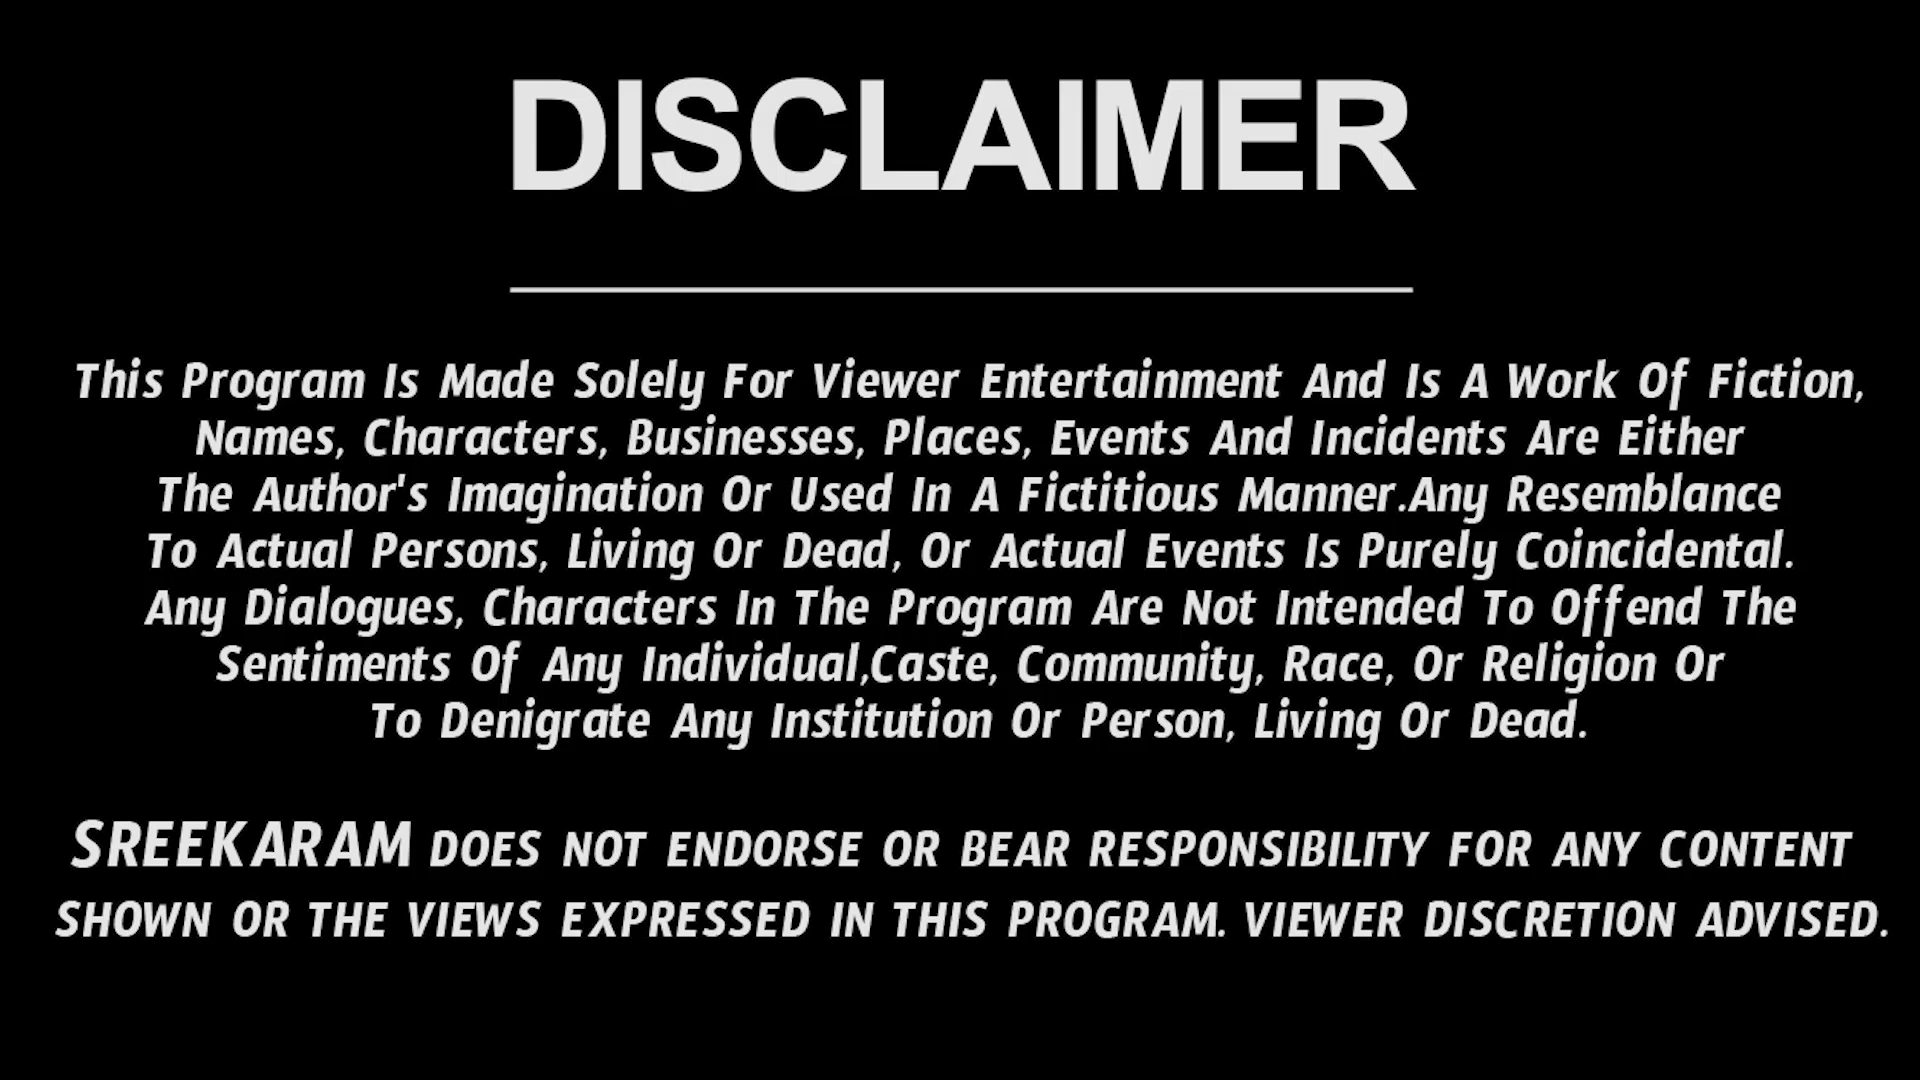 DISCLAIMER
This Program Is Made Solely For Viewer Entertainment And Is A Work Of Fiction,
Names, Characters, Businesses, Places, Events And Incidents Are Either
The Author's Imagination Or Used In A Fictitious Manner.Any Resemblance
To Actual Persons, Living Or Dead, Or Actual Events Is Purely Coincidental.
Any Dialogues, Characters In The Program Are Not Intended To Offend The
Sentiments Of Any Individual,Caste, Community, Race, Or Religion Or
To Denigrate Any Institution Or Person, Living Or Dead.
SREEKARAM DOES NOT ENDORSE OR BEAR RESPONSIBILITY FOR ANY CONTENT
SHOWN OR THE VIEWS EXPRESSED IN THIS PROGRAM. VIEWER DISCRETION ADVISED.